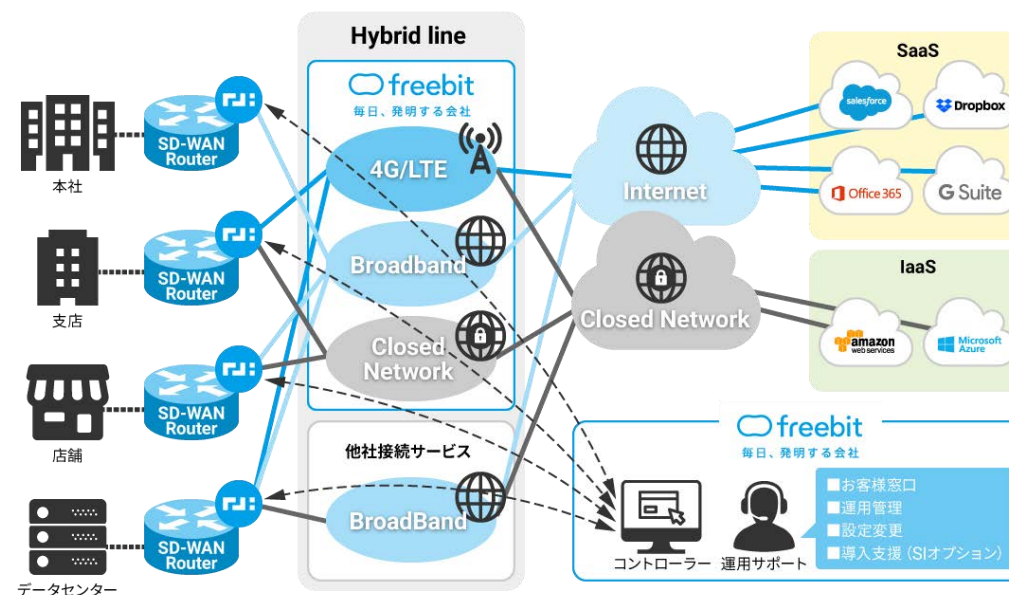 Hybrid line
freebit
毎日、発明する会社
4G/LTE
Broadband
Closed
Network
他社接続サービス
BroadBand
SD-WAN
Router
本社
SD-WAN
Router
支店
SD-WAN
Router
店舗
SD-WAN
Router
データセンター
Internet
Closed Network
SaaS
salesforce
Dropbox
Office 365
G Suite
IaaS
amazon
web services
Microsoft
Azure
freebit
毎日、発明する会社
コントローラー
運用サポート
■お客様窓口
■運用管理
■設定変更
■導入支援（SIオプション）